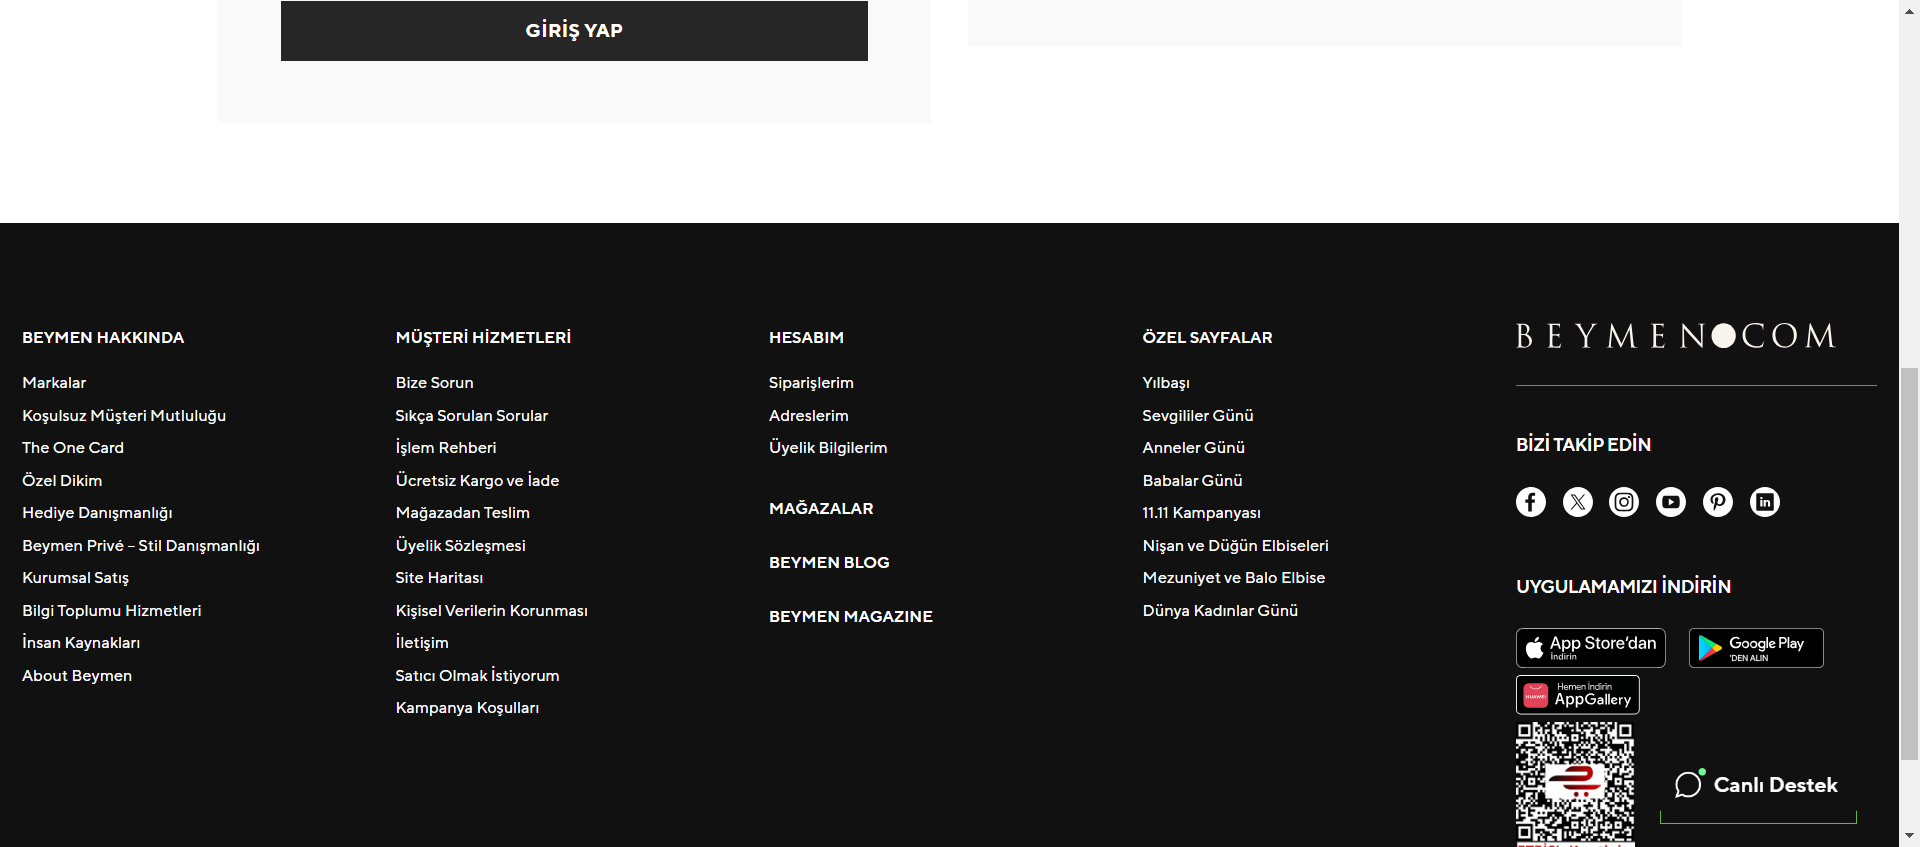 GİRİŞ YAP
BEYMEN HAKKINDA
Markalar
Koşulsuz Müşteri Mutluluğu
The One Card
Özel Dikim
Hediye Danışmanlığı
Beymen Privé – Stil Danışmanlığı
Kurumsal Satış
Bilgi Toplumu Hizmetleri
İnsan Kaynakları
About Beymen
MÜŞTERİ HİZMETLERİ
Bize Sorun
Sıkça Sorulan Sorular
İşlem Rehberi
Ücretsiz Kargo ve İade
Mağazadan Teslim
Üyelik Sözleşmesi
Site Haritası
Kişisel Verilerin Korunması
İletişim
Satıcı Olmak İstiyorum
Kampanya Koşulları
HESABIM
Siparişlerim
Adreslerim
Üyelik Bilgilerim
MAĞAZALAR
BEYMEN BLOG
BEYMEN MAGAZINE
ÖZEL SAYFALAR
Yılbaşı
Sevgililer Günü
Anneler Günü
Babalar Günü
11.11 Kampanyası
Nişan ve Düğün Elbiseleri
Mezuniyet ve Balo Elbise
Dünya Kadınlar Günü
BEYMEN●COM
BİZİ TAKİP EDİN
UYGULAMAMIZI İNDİRİN
App Store'dan
İndirin
Google Play
'DEN ALIN
HUAWEI
Hemen İndirin
AppGallery
Canlı Destek